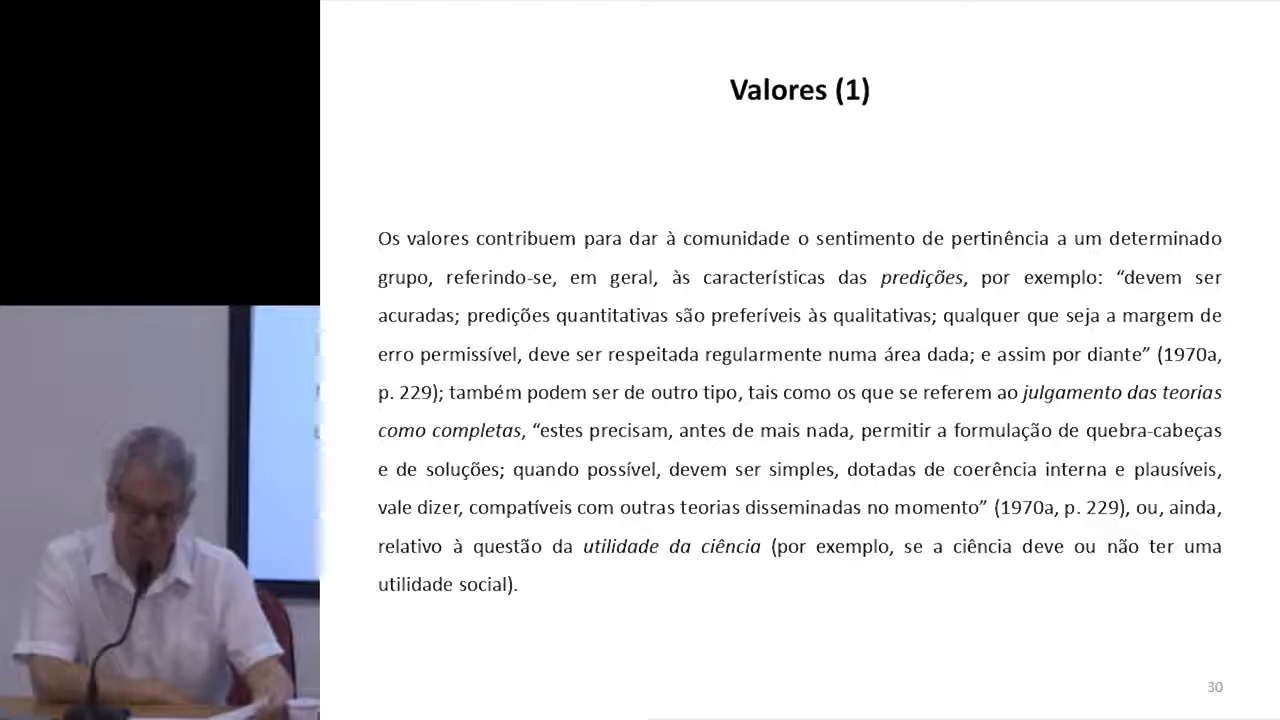 Valores (1)
Os valores contribuem para dar à comunidade o sentimento de pertinência a um determinado
grupo, referindo-se, em geral, às características das predições, por exemplo: “devem ser
acuradas; predições quantitativas são preferíveis às qualitativas; qualquer que seja a margem de
erro permissível, deve ser respeitada regularmente numa área dada; e assim por diante” (1970a,
p. 229); também podem ser de outro tipo, tais como os que se referem ao julgamento das teorias
como completas, “estes precisam, antes de mais nada, permitir a formulação de quebra-cabeças
e de soluções; quando possível, devem ser simples, dotadas de coerência interna e plausíveis,
vale dizer, compatíveis com outras teorias disseminadas no momento” (1970a, p. 229), ou, ainda,
relativo à questão da utilidade da ciência (por exemplo, se a ciência deve ou não ter uma
utilidade social).
30